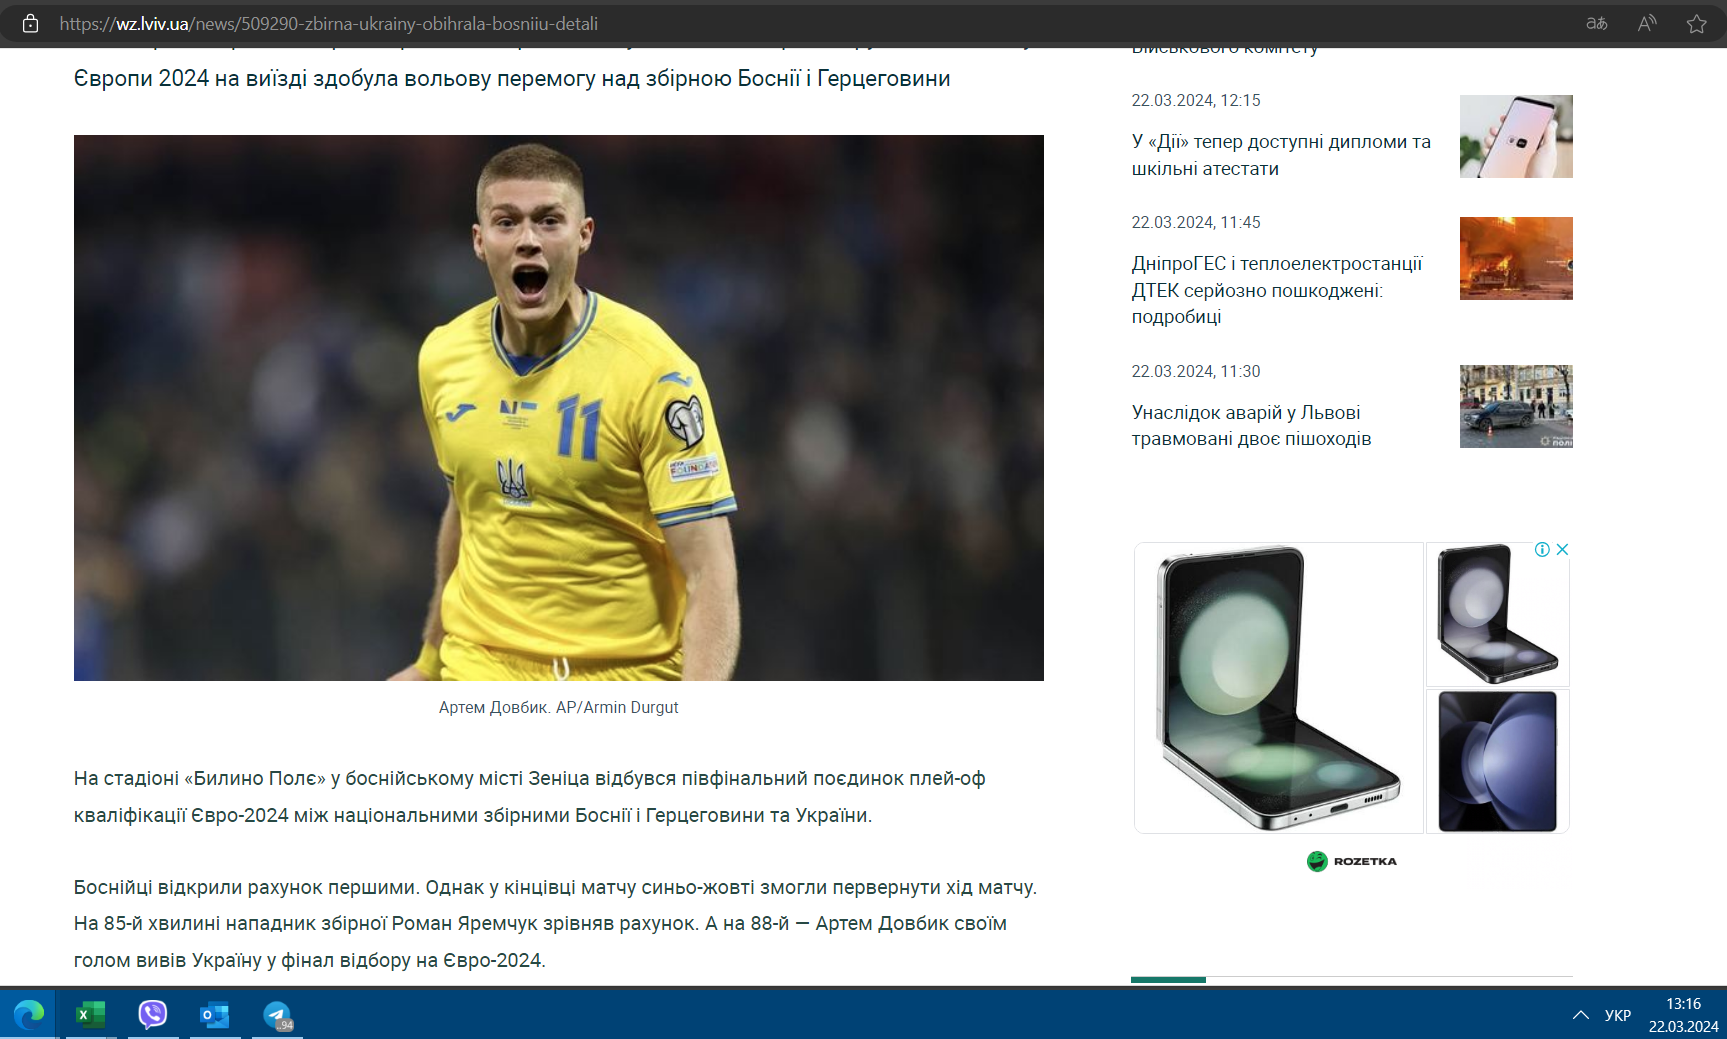 https://wz.lviv.ua/news/509290-zbirna-ukrainy-obihrala-bosniiu-detali
Європи 2024 на виїзді здобула вольову перемогу над збірною Боснії і Герцеговини
11
Артем Довбик. AP/Armin Durgut
На стадіоні «Билино Полє» у боснійському місті Зеніца відбувся півфінальний поєдинок плей-оф
кваліфікації Євро-2024 між національними збірними Боснії і Герцеговини та України.
Боснійці відкрили рахунок першими. Однак у кінцівці матчу синьо-жовті змогли первернути хід матчу.
На 85-й хвилині нападник збірної Роман Яремчук зрівняв рахунок. А на 88-й — Артем Довбик своїм
голом вивів Україну у фінал відбору на Євро-2024.
Військового комітету
22.03.2024, 12:15
У «Дії» тепер доступні дипломи та
шкільні атестати
22.03.2024, 11:45
ДніпроГЕС і теплоелектростанції
ДТЕК серйозно пошкоджені:
подробиці
22.03.2024, 11:30
Унаслідок аварій у Львові
травмовані двоє пішоходів
ROZETKA
94
УКР
13:16
22.03.2024